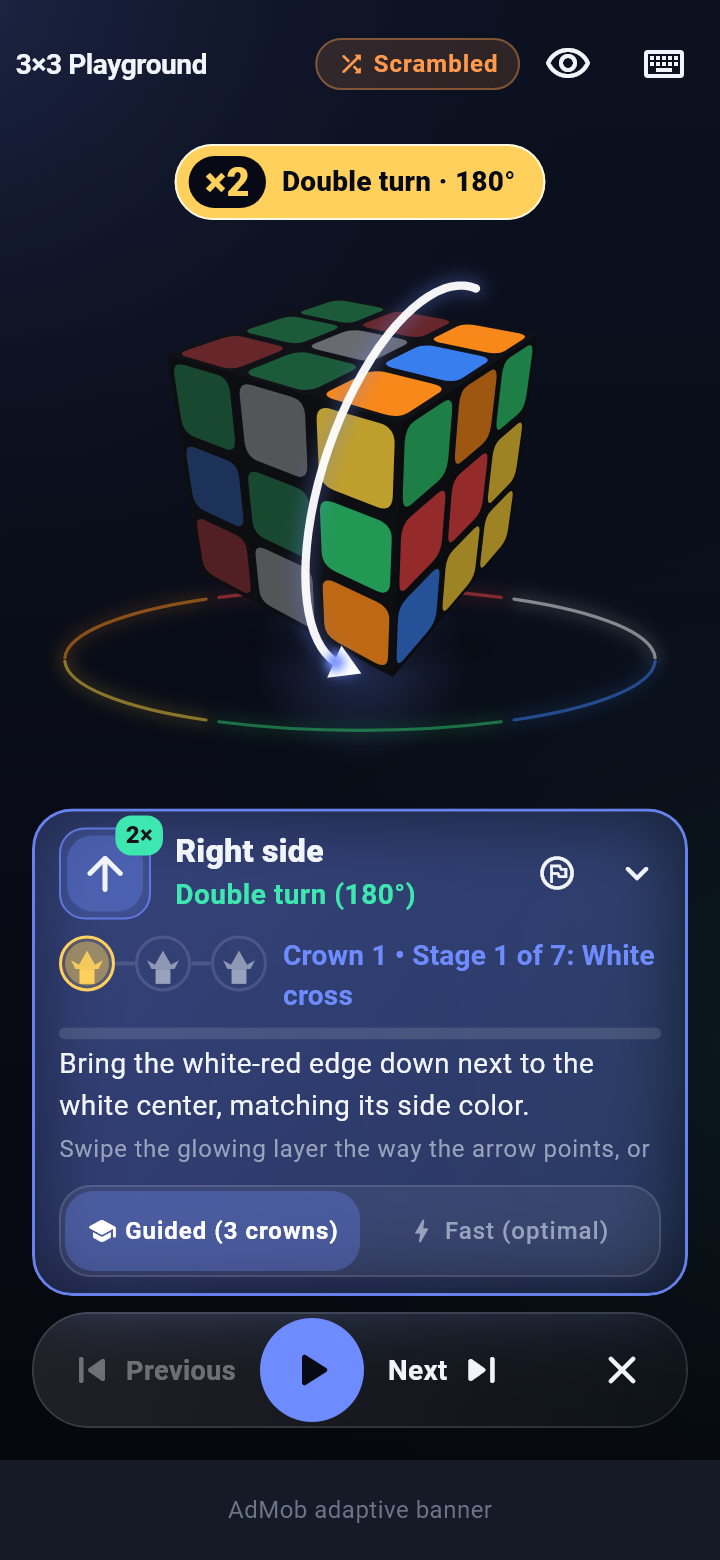 3×3 Playground
Scrambled
×2 Double turn · 180°
2×
Right side
Double turn (180°)
Crown 1 • Stage 1 of 7: White
cross
Bring the white-red edge down next to the
white center, matching its side color.
Swipe the glowing layer the way the arrow points, or
Guided (3 crowns)
Fast (optimal)
Previous
Next
AdMob adaptive banner